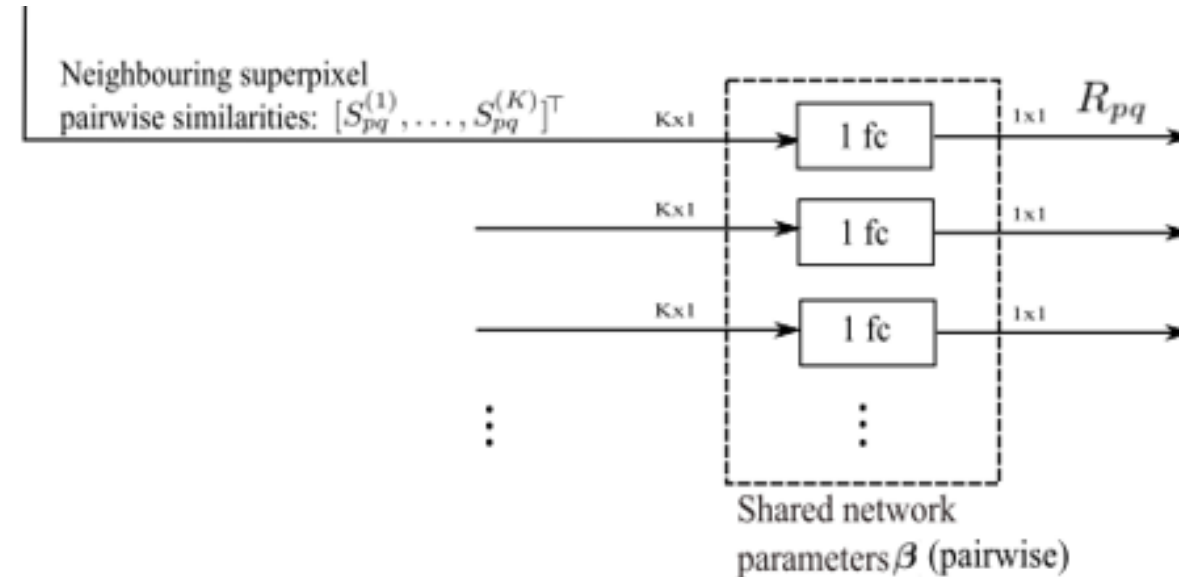 Neighbouring superpixel
pairwise similarities: $[S_{pq}^{(1)}, \ldots, S_{pq}^{(K)}]^\top$
Kx1 1 fc 1x1 $R_{pq}$
Kx1 1 fc 1x1
Kx1 1 fc 1x1
⋮ ⋮
Shared network
parameters $\boldsymbol{\beta}$ (pairwise)